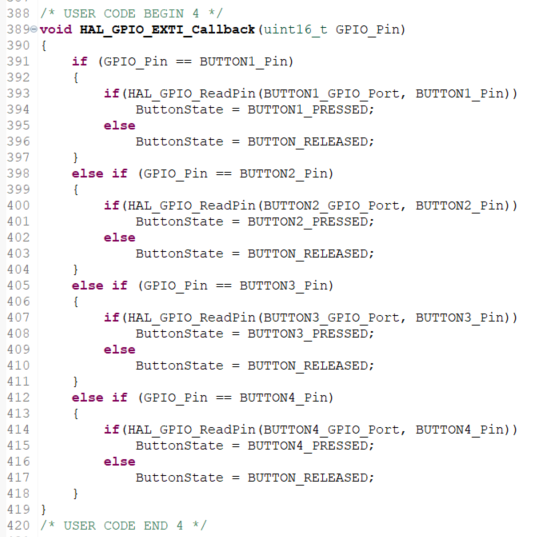 388 /* USER CODE BEGIN 4 */
389 void HAL_GPIO_EXTI_Callback(uint16_t GPIO_Pin)
390 {
391     if (GPIO_Pin == BUTTON1_Pin)
392     {
393         if(HAL_GPIO_ReadPin(BUTTON1_GPIO_Port, BUTTON1_Pin))
394             ButtonState = BUTTON1_PRESSED;
395         else
396             ButtonState = BUTTON_RELEASED;
397     }
398     else if (GPIO_Pin == BUTTON2_Pin)
399     {
400         if(HAL_GPIO_ReadPin(BUTTON2_GPIO_Port, BUTTON2_Pin))
401             ButtonState = BUTTON2_PRESSED;
402         else
403             ButtonState = BUTTON_RELEASED;
404     }
405     else if (GPIO_Pin == BUTTON3_Pin)
406     {
407         if(HAL_GPIO_ReadPin(BUTTON3_GPIO_Port, BUTTON3_Pin))
408             ButtonState = BUTTON3_PRESSED;
409         else
410             ButtonState = BUTTON_RELEASED;
411     }
412     else if (GPIO_Pin == BUTTON4_Pin)
413     {
414         if(HAL_GPIO_ReadPin(BUTTON4_GPIO_Port, BUTTON4_Pin))
415             ButtonState = BUTTON4_PRESSED;
416         else
417             ButtonState = BUTTON_RELEASED;
418     }
419 }
420 /* USER CODE END 4 */